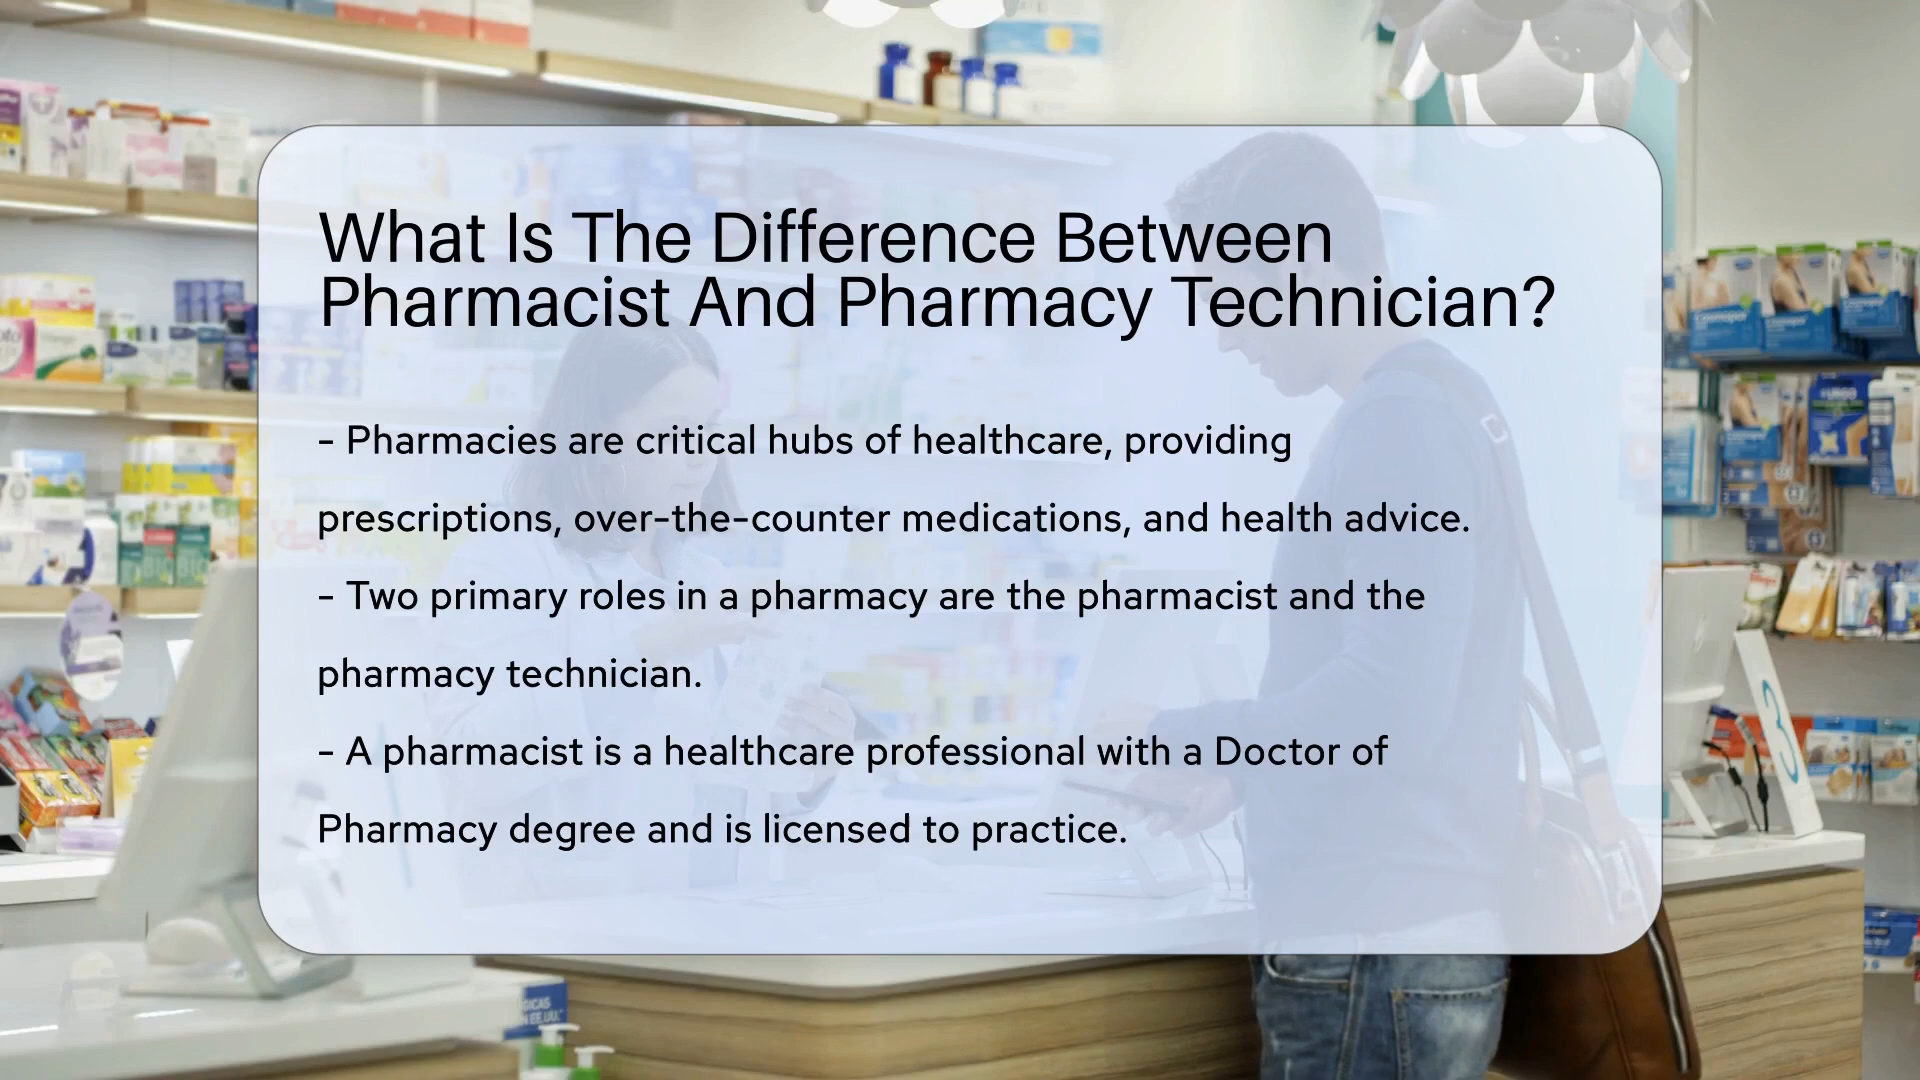 What Is The Difference Between
Pharmacist And Pharmacy Technician?
- Pharmacies are critical hubs of healthcare, providing
prescriptions, over-the-counter medications, and health advice.
- Two primary roles in a pharmacy are the pharmacist and the
pharmacy technician.
- A pharmacist is a healthcare professional with a Doctor of
Pharmacy degree and is licensed to practice.
3